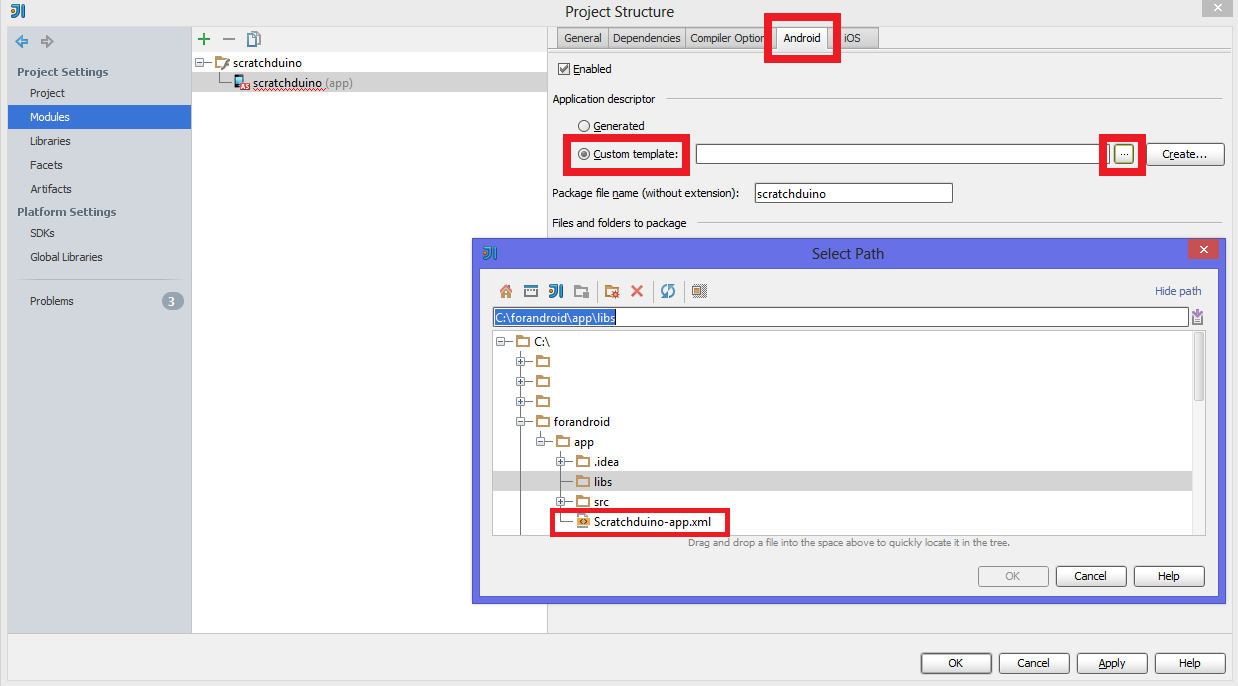 Project Structure
Project Settings
Project
Modules
Libraries
Facets
Artifacts
Platform Settings
SDKs
Global Libraries
Problems
3
scratchduino
scratchduino (app)
General
Dependencies
Compiler Option
Android
iOS
Enabled
Application descriptor
Generated
Custom template:
...
Create...
Package file name (without extension):
scratchduino
Files and folders to package
Select Path
Hide path
C:\forandroid\app\libs
C:\
forandroid
app
.idea
libs
src
Scratchduino-app.xml
Drag and drop a file into the space above to quickly locate it in the tree.
OK
Cancel
Help
OK
Cancel
Apply
Help